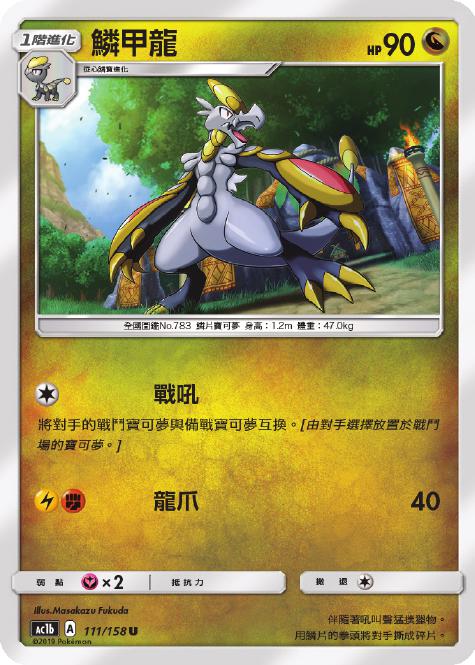 1階進化
鱗甲龍
HP 90
從心鱗寶進化
全國圖鑑No.783 鱗片寶可夢 身高：1.2m 體重：47.0kg
戰吼
將對手的戰鬥寶可夢與備戰寶可夢互換。[由對手選擇放置於戰鬥
場的寶可夢。]
龍爪 40
弱點 ×2 抵抗力 撤退
Illus.Masakazu Fukuda
AC1b A 111/158 U
©2019 Pokémon
伴隨著吼叫聲猛撲獵物。
用鱗片的拳頭將對手撕成碎片。